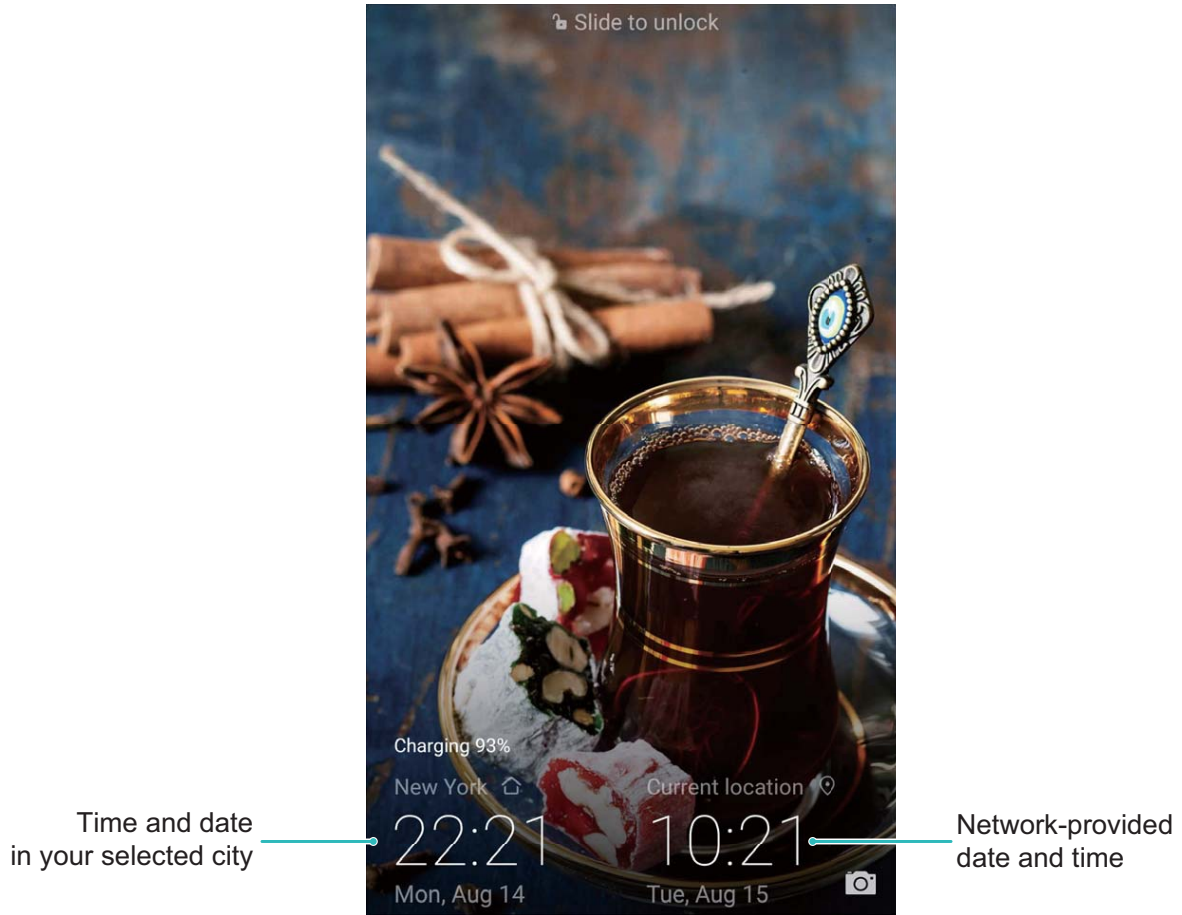 Slide to unlock
Charging 93%
New York
Current location
22:21
10:21
Mon, Aug 14
Tue, Aug 15
Time and date
in your selected city
Network-provided
date and time